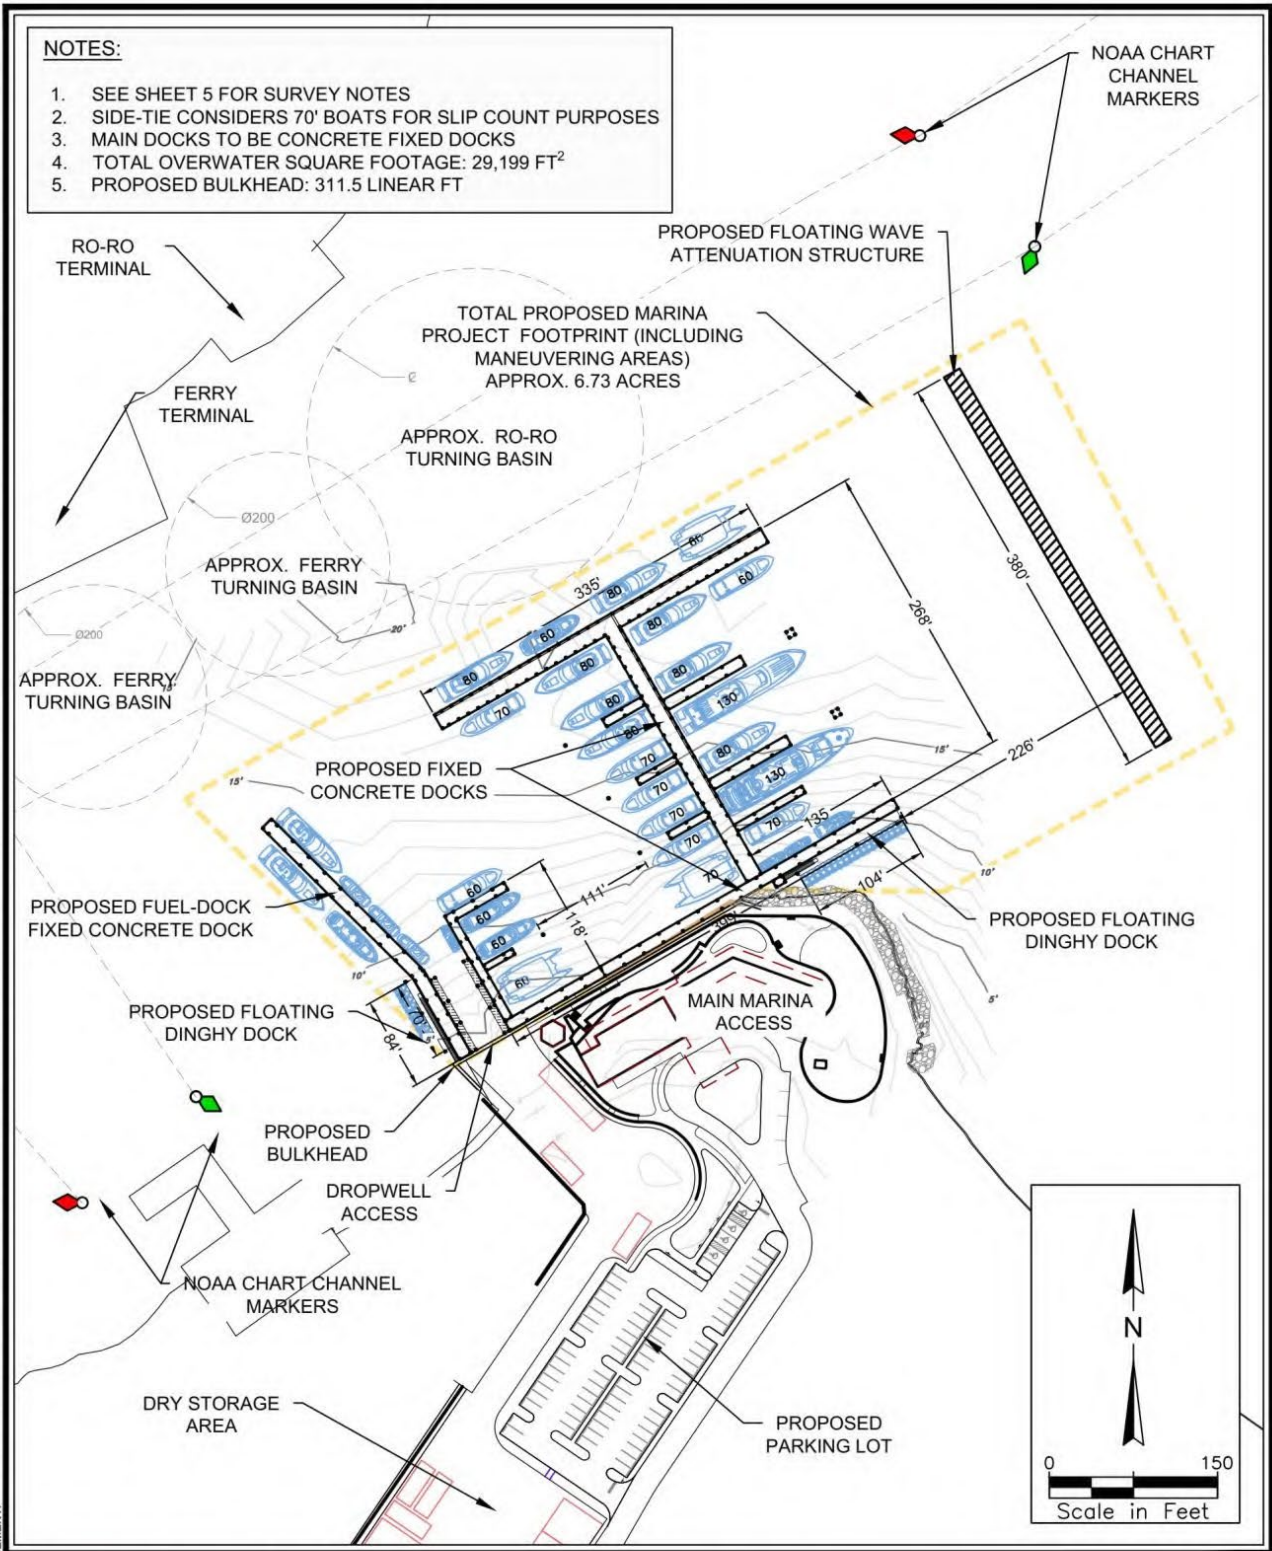 NOTES:
1. SEE SHEET 5 FOR SURVEY NOTES
2. SIDE-TIE CONSIDERS 70' BOATS FOR SLIP COUNT PURPOSES
3. MAIN DOCKS TO BE CONCRETE FIXED DOCKS
4. TOTAL OVERWATER SQUARE FOOTAGE: 29,199 FT²
5. PROPOSED BULKHEAD: 311.5 LINEAR FT
NOAA CHART
CHANNEL
MARKERS
RO-RO
TERMINAL
PROPOSED FLOATING WAVE
ATTENUATION STRUCTURE
TOTAL PROPOSED MARINA
PROJECT FOOTPRINT (INCLUDING
MANEUVERING AREAS)
APPROX. 6.73 ACRES
FERRY
TERMINAL
APPROX. RO-RO
TURNING BASIN
Ø200
APPROX. FERRY
TURNING BASIN
20'
Ø200
APPROX. FERRY
TURNING BASIN
335'
80
60
80
60
70
80
80
60
268'
380'
80
80
70
70
70
70
70
80
130
80
130
70
135
15'
226'
PROPOSED FIXED
CONCRETE DOCKS
15'
104'
10'
111'
118'
60
60
60
60
PROPOSED FUEL-DOCK
FIXED CONCRETE DOCK
10'
PROPOSED FLOATING
DINGHY DOCK
5'
PROPOSED FLOATING
DINGHY DOCK
70'
84'
MAIN MARINA
ACCESS
PROPOSED
BULKHEAD
DROPWELL
ACCESS
NOAA CHART CHANNEL
MARKERS
DRY STORAGE
AREA
PROPOSED
PARKING LOT
N
0 150
Scale in Feet